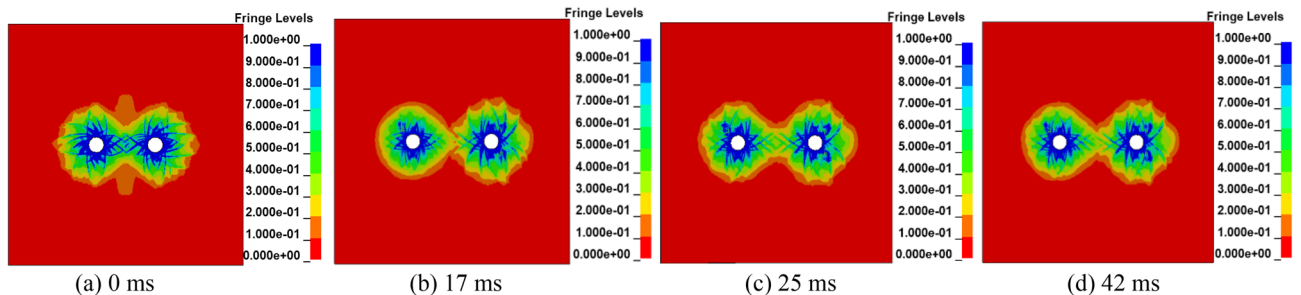 Fringe Levels
1.000e+00
9.000e-01
8.000e-01
7.000e-01
6.000e-01
5.000e-01
4.000e-01
3.000e-01
2.000e-01
1.000e-01
0.000e+00
(a) 0 ms
Fringe Levels
1.000e+00
9.000e-01
8.000e-01
7.000e-01
6.000e-01
5.000e-01
4.000e-01
3.000e-01
2.000e-01
1.000e-01
0.000e+00
(b) 17 ms
Fringe Levels
1.000e+00
9.000e-01
8.000e-01
7.000e-01
6.000e-01
5.000e-01
4.000e-01
3.000e-01
2.000e-01
1.000e-01
0.000e+00
(c) 25 ms
Fringe Levels
1.000e+00
9.000e-01
8.000e-01
7.000e-01
6.000e-01
5.000e-01
4.000e-01
3.000e-01
2.000e-01
1.000e-01
0.000e+00
(d) 42 ms